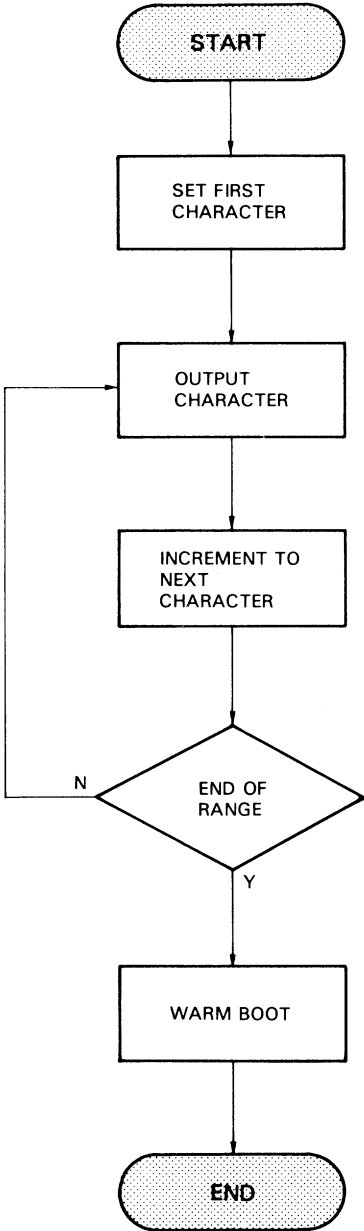 START
SET FIRST
CHARACTER
OUTPUT
CHARACTER
INCREMENT TO
NEXT
CHARACTER
END OF
RANGE
N
Y
WARM BOOT
END